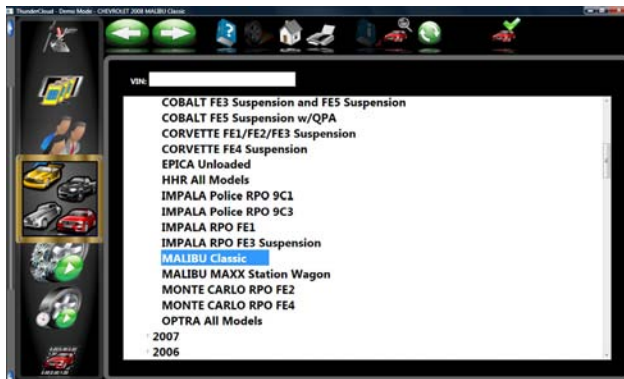 ThunderCloud - Demo Mode - CHEVROLET 2008 MALIBU Classic
VIN:
COBALT FE3 Suspension and FE5 Suspension
COBALT FE5 Suspension w/QPA
CORVETTE FE1/FE2/FE3 Suspension
CORVETTE FE4 Suspension
EPICA Unloaded
HHR All Models
IMPALA Police RPO 9C1
IMPALA Police RPO 9C3
IMPALA RPO FE1
IMPALA RPO FE3 Suspension
MALIBU Classic
MALIBU MAXX Station Wagon
MONTE CARLO RPO FE2
MONTE CARLO RPO FE4
OPTRA All Models
2007
2006